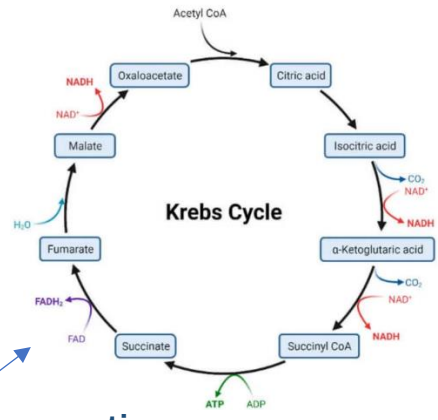 Acetyl CoA
Oxaloacetate
Citric acid
NADH
NAD⁺
Malate
Isocitric acid
CO₂
NAD⁺
NADH
Krebs Cycle
H₂O
Fumarate
α-Ketoglutaric acid
CO₂
NAD⁺
NADH
FADH₂
FAD
Succinate
Succinyl CoA
ATP
ADP